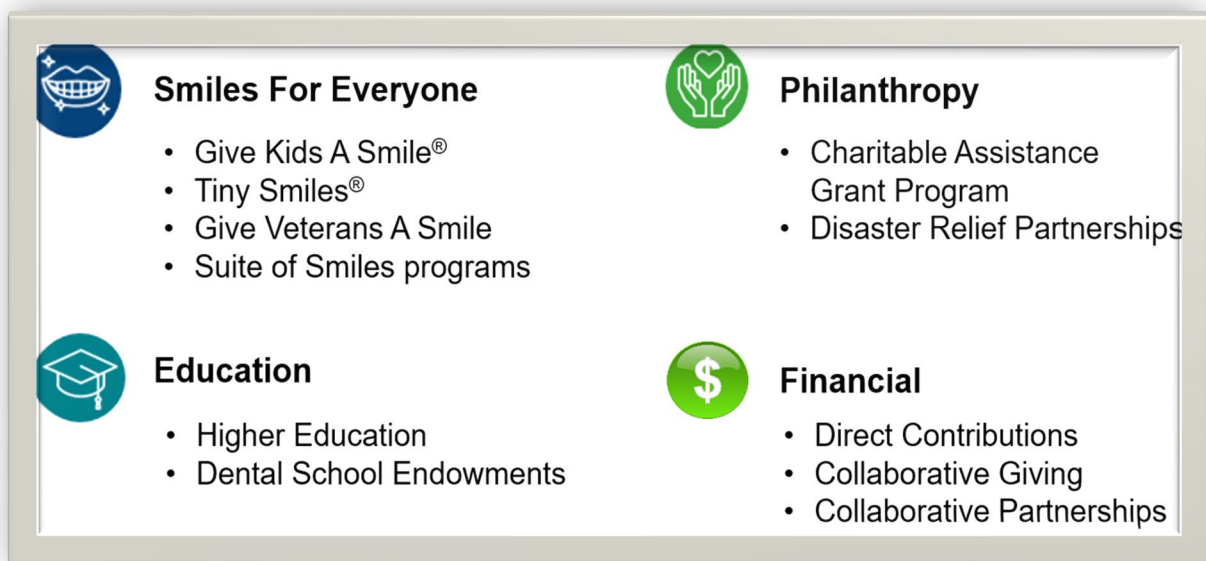 Smiles For Everyone
• Give Kids A Smile®
• Tiny Smiles®
• Give Veterans A Smile
• Suite of Smiles programs
Philanthropy
• Charitable Assistance
Grant Program
• Disaster Relief Partnerships
Education
• Higher Education
• Dental School Endowments
$
Financial
• Direct Contributions
• Collaborative Giving
• Collaborative Partnerships